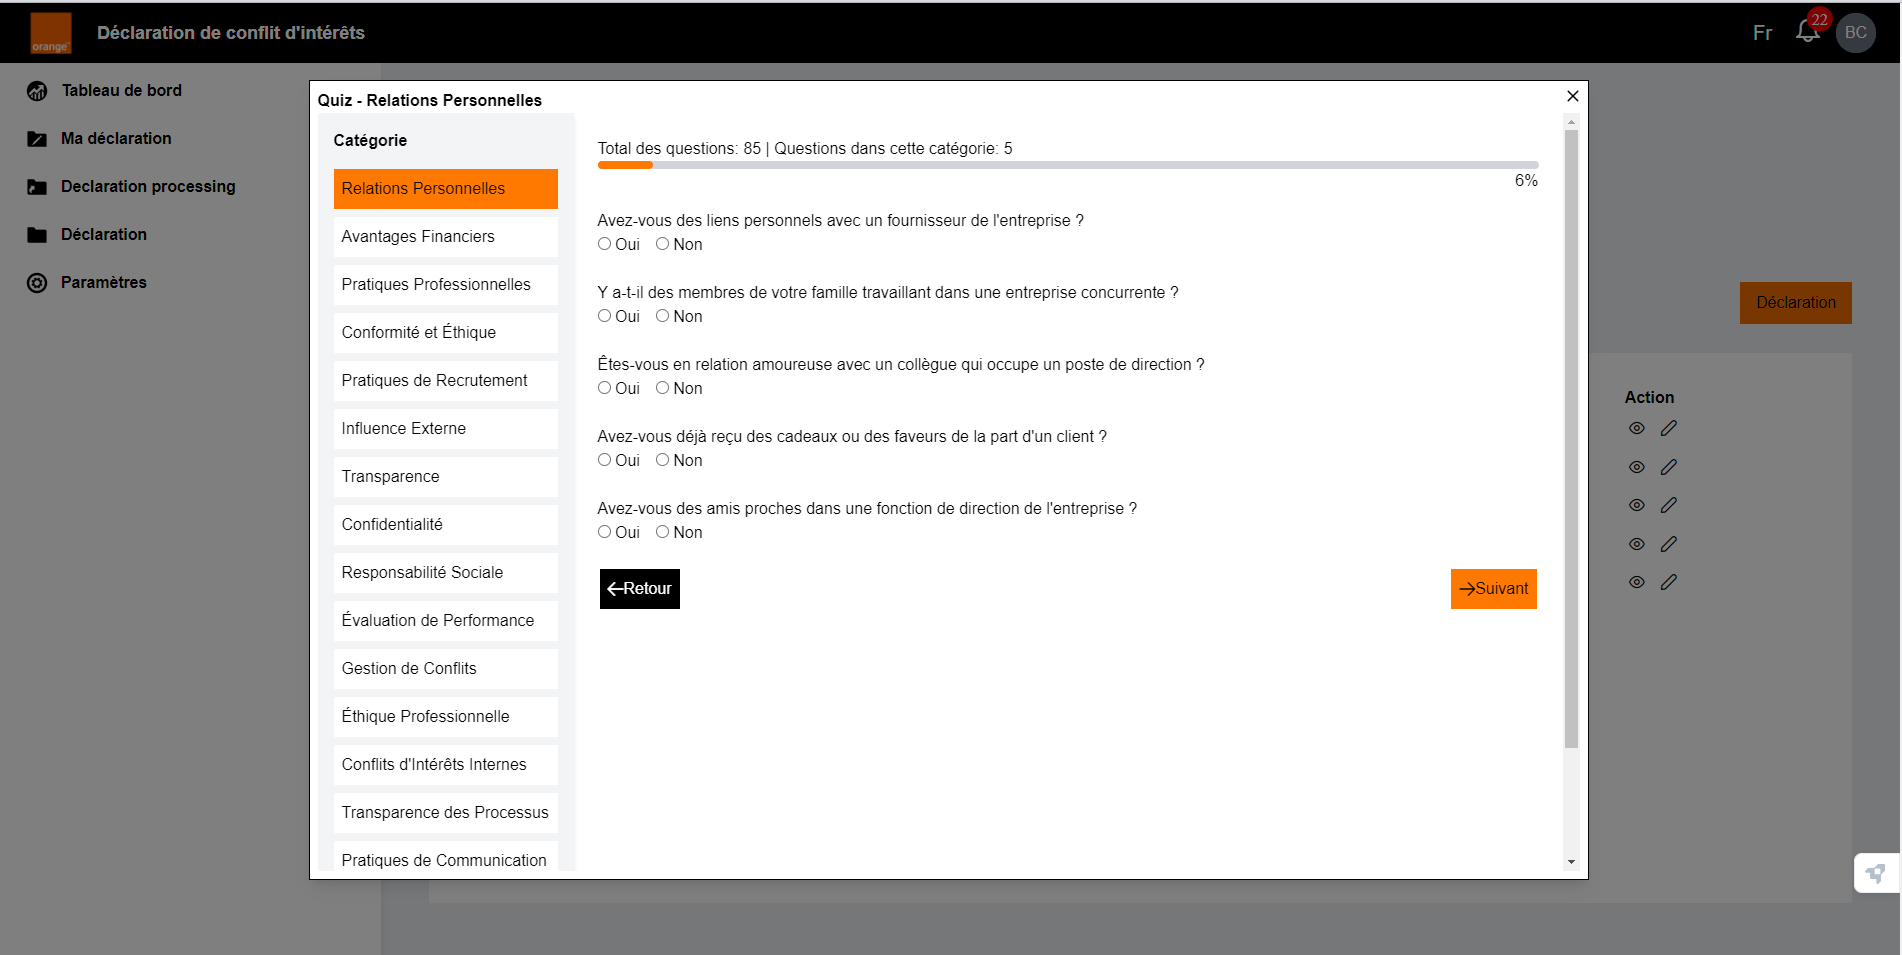 orange
Déclaration de conflit d'intérêts
Fr
22
BC
Tableau de bord
Ma déclaration
Declaration processing
Déclaration
Paramètres
Quiz - Relations Personnelles
Catégorie
Relations Personnelles
Avantages Financiers
Pratiques Professionnelles
Conformité et Éthique
Pratiques de Recrutement
Influence Externe
Transparence
Confidentialité
Responsabilité Sociale
Évaluation de Performance
Gestion de Conflits
Éthique Professionnelle
Conflits d'Intérêts Internes
Transparence des Processus
Pratiques de Communication
Total des questions: 85 | Questions dans cette catégorie: 5
6%
Avez-vous des liens personnels avec un fournisseur de l'entreprise ?
Oui Non
Y a-t-il des membres de votre famille travaillant dans une entreprise concurrente ?
Oui Non
Êtes-vous en relation amoureuse avec un collègue qui occupe un poste de direction ?
Oui Non
Avez-vous déjà reçu des cadeaux ou des faveurs de la part d'un client ?
Oui Non
Avez-vous des amis proches dans une fonction de direction de l'entreprise ?
Oui Non
Retour
Suivant
Déclaration
Action